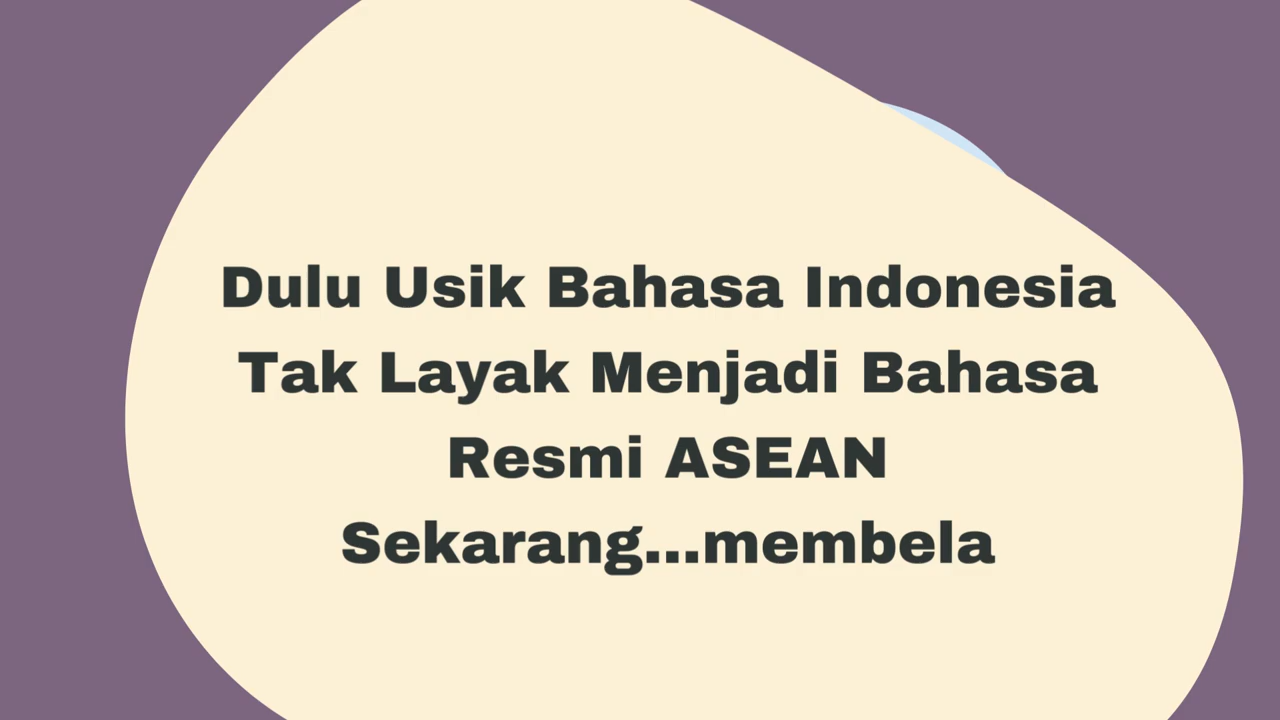 Dulu Usik Bahasa Indonesia
Tak Layak Menjadi Bahasa
Resmi ASEAN
Sekarang...membela